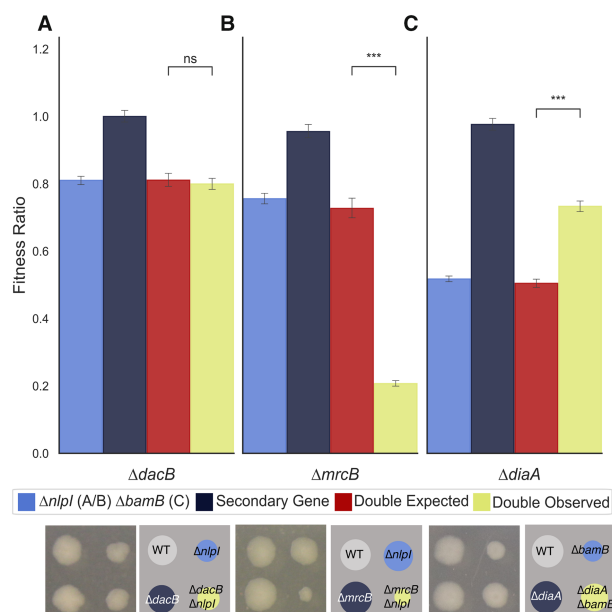 A
B
C
Fitness Ratio
1.2
1.0
0.8
0.6
0.4
0.2
0.0
ns
***
***
ΔdacB
ΔmrcB
ΔdiaA
ΔnlpI (A/B) ΔbamB (C)
Secondary Gene
Double Expected
Double Observed
WT
ΔnlpI
WT
ΔnlpI
WT
ΔbamB
ΔdacB
ΔdacB
ΔnlpI
ΔmrcB
ΔmrcB
ΔnlpI
ΔdiaA
ΔdiaA
ΔbamB